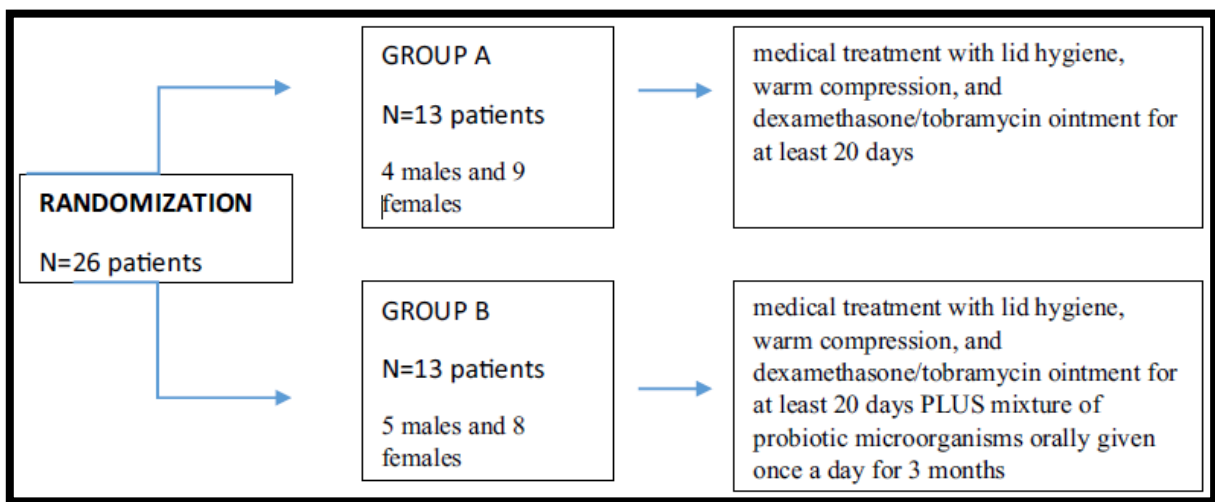 RANDOMIZATION
N=26 patients
GROUP A
N=13 patients
4 males and 9
females
medical treatment with lid hygiene,
warm compression, and
dexamethasone/tobramycin ointment for
at least 20 days
GROUP B
N=13 patients
5 males and 8
females
medical treatment with lid hygiene,
warm compression, and
dexamethasone/tobramycin ointment for
at least 20 days PLUS mixture of
probiotic microorganisms orally given
once a day for 3 months